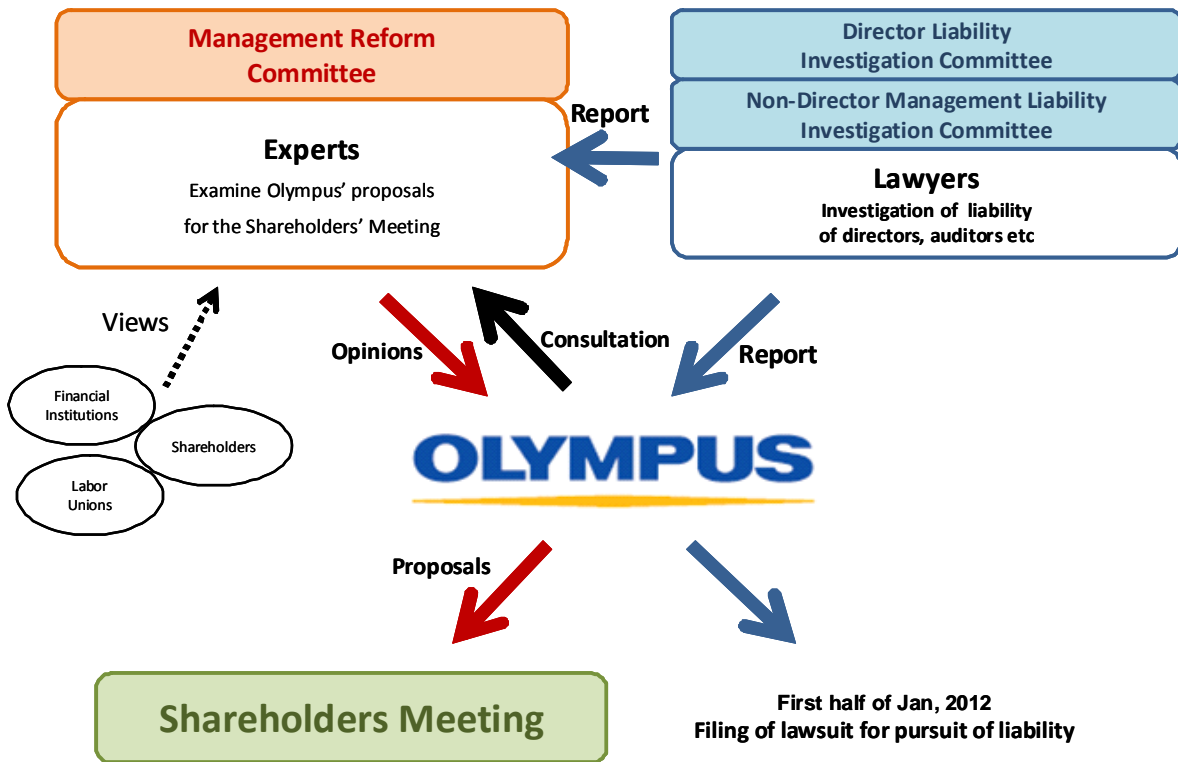 Management Reform
Committee
Experts
Examine Olympus’ proposals
for the Shareholders’ Meeting
Report
Director Liability
Investigation Committee
Non-Director Management Liability
Investigation Committee
Lawyers
Investigation of liability
of directors, auditors etc
Views
Financial
Institutions
Shareholders
Labor
Unions
Opinions
Consultation
Report
OLYMPUS
Proposals
Shareholders Meeting
First half of Jan, 2012
Filing of lawsuit for pursuit of liability